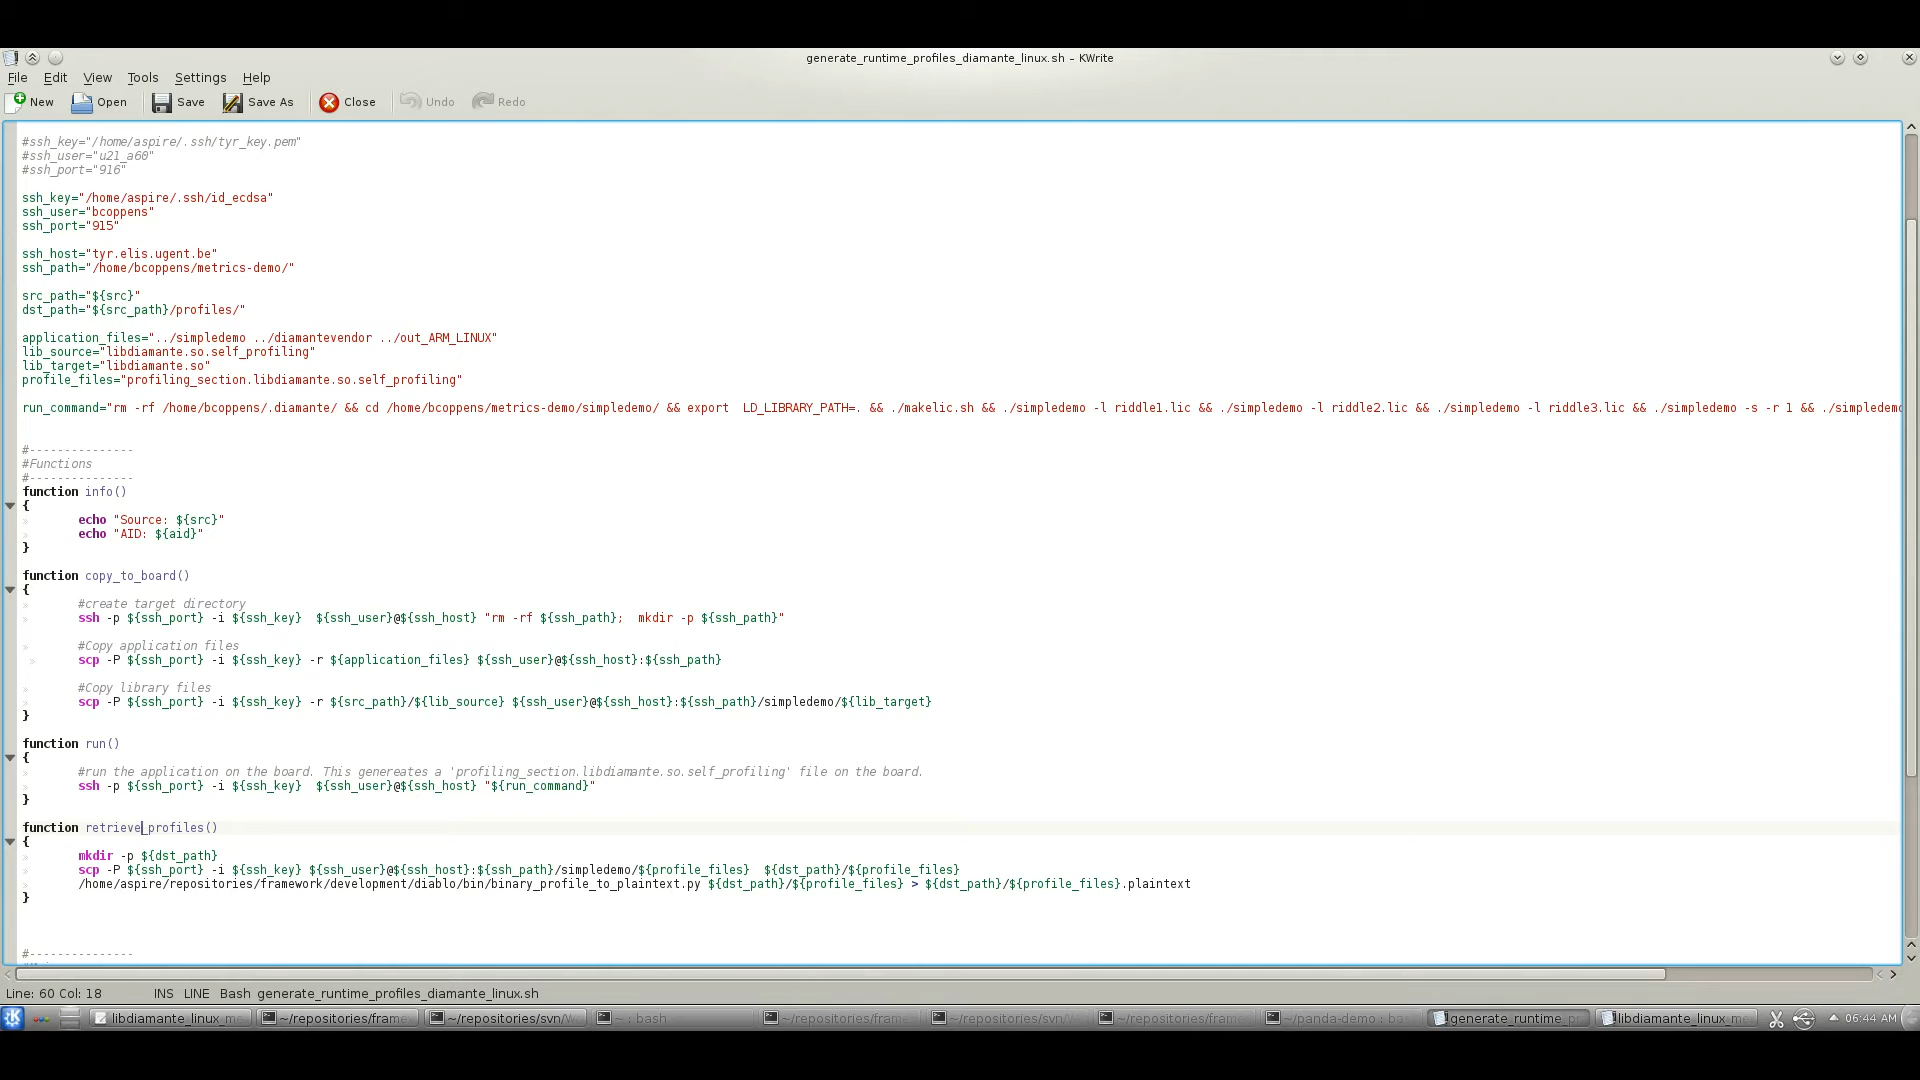 generate_runtime_profiles_diamante_linux.sh – KWrite
File Edit View Tools Settings Help
New Open Save Save As Close Undo Redo
#ssh_key="/home/aspire/.ssh/tyr_key.pem"
#ssh_user="u21_a60"
#ssh_port="916"
ssh_key="/home/aspire/.ssh/id_ecdsa"
ssh_user="bcoppens"
ssh_port="915"
ssh_host="tyr.elis.ugent.be"
ssh_path="/home/bcoppens/metrics-demo/"
src_path="${src}"
dst_path="${src_path}/profiles/"
application_files="../simpledemo ../diamantevendor ../out_ARM_LINUX"
lib_source="libdiamante.so.self_profiling"
lib_target="libdiamante.so"
profile_files="profiling_section.libdiamante.so.self_profiling"
run_command="rm -rf /home/bcoppens/.diamante/ && cd /home/bcoppens/metrics-demo/simpledemo/ && export  LD_LIBRARY_PATH=. && ./makelic.sh && ./simpledemo -l riddle1.lic && ./simpledemo -l riddle2.lic && ./simpledemo -l riddle3.lic && ./simpledemo -s -r 1 && ./simpledemo
#---------------
#Functions
#---------------
function info()
{
echo "Source: ${src}"
echo "AID: ${aid}"
}
function copy_to_board()
{
#create target directory
ssh -p ${ssh_port} -i ${ssh_key}  ${ssh_user}@${ssh_host} "rm -rf ${ssh_path};  mkdir -p ${ssh_path}"
#Copy application files
scp -P ${ssh_port} -i ${ssh_key} -r ${application_files} ${ssh_user}@${ssh_host}:${ssh_path}
#Copy library files
scp -P ${ssh_port} -i ${ssh_key} -r ${src_path}/${lib_source} ${ssh_user}@${ssh_host}:${ssh_path}/simpledemo/${lib_target}
}
function run()
{
#run the application on the board. This genereates a 'profiling_section.libdiamante.so.self_profiling' file on the board.
ssh -p ${ssh_port} -i ${ssh_key}  ${ssh_user}@${ssh_host} "${run_command}"
}
function retrieve_profiles()
{
mkdir -p ${dst_path}
scp -P ${ssh_port} -i ${ssh_key} ${ssh_user}@${ssh_host}:${ssh_path}/simpledemo/${profile_files}  ${dst_path}/${profile_files}
/home/aspire/repositories/framework/development/diablo/bin/binary_profile_to_plaintext.py ${dst_path}/${profile_files} > ${dst_path}/${profile_files}.plaintext
}
#---------------
Line: 60 Col: 18 INS LINE Bash generate_runtime_profiles_diamante_linux.sh
libdiamante_linux_me ~/repositories/frame ~/repositories/svn/W ~ : bash ~/repositories/frame ~/repositories/svn/W ~/repositories/frame ~/panda-demo : bas generate_runtime_pr libdiamante_linux_me 06:44 AM